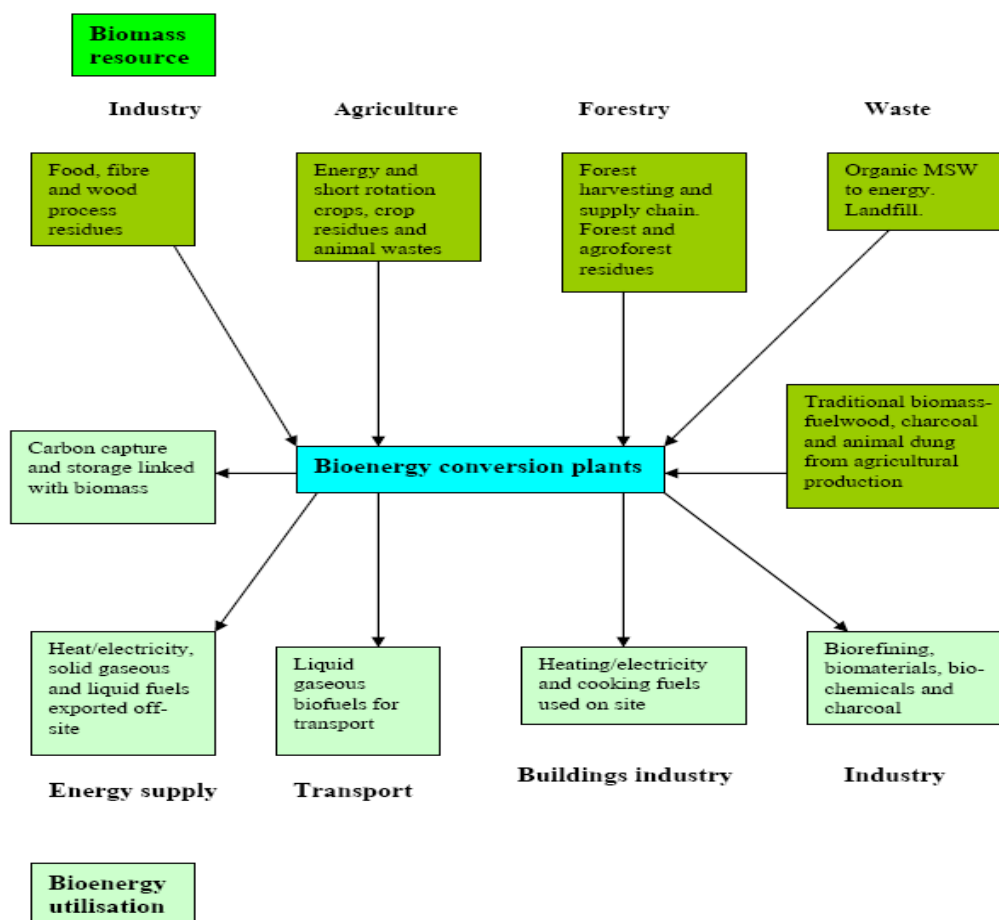 Biomass
resource
Industry
Agriculture
Forestry
Waste
Food, fibre
and wood
process
residues
Energy and
short rotation
crops, crop
residues and
animal wastes
Forest
harvesting and
supply chain.
Forest and
agroforest
residues
Organic MSW
to energy.
Landfill.
Carbon capture
and storage linked
with biomass
Bioenergy conversion plants
Traditional biomass-
fuelwood, charcoal
and animal dung
from agricultural
production
Heat/electricity,
solid gaseous
and liquid fuels
exported off-
site
Liquid
gaseous
biofuels for
transport
Heating/electricity
and cooking fuels
used on site
Biorefining,
biomaterials, bio-
chemicals and
charcoal
Energy supply
Transport
Buildings industry
Industry
Bioenergy
utilisation